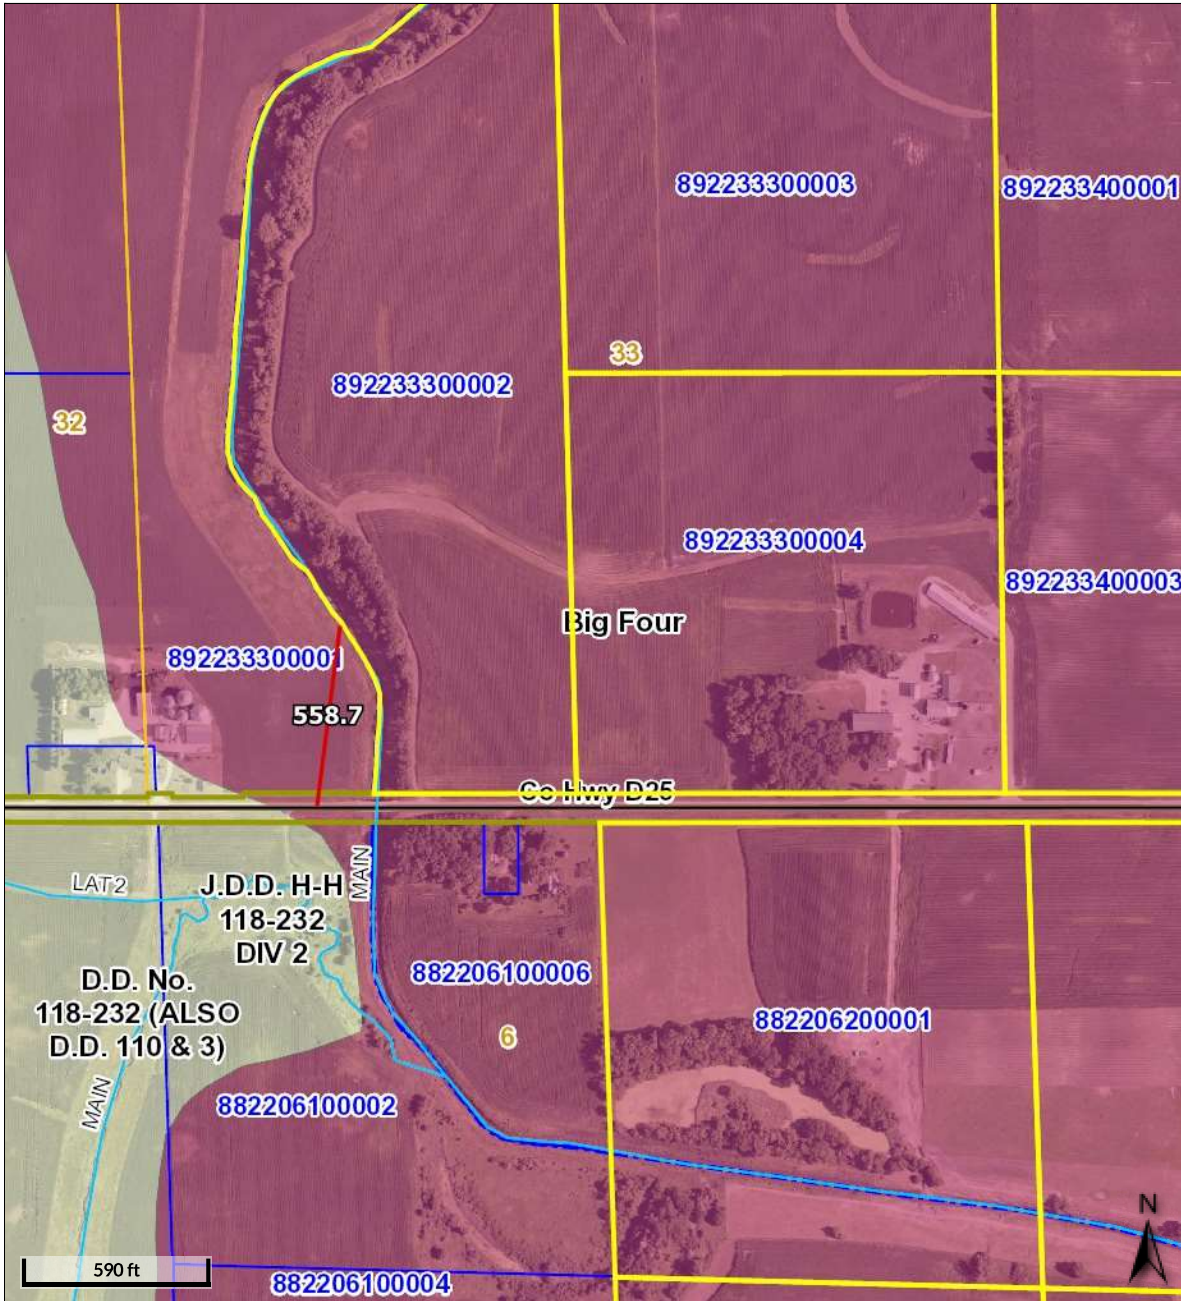 892233300003
892233400001
33
892233300002
32
892233300004
892233400003
Big Four
892233300001
558.7
Co Hwy D25
MAIN
LAT 2
J.D.D. H-H
118-232
DIV 2
882206100006
D.D. No.
118-232 (ALSO
D.D. 110 & 3)
882206200001
6
MAIN
882206100002
N
590 ft
882206100004